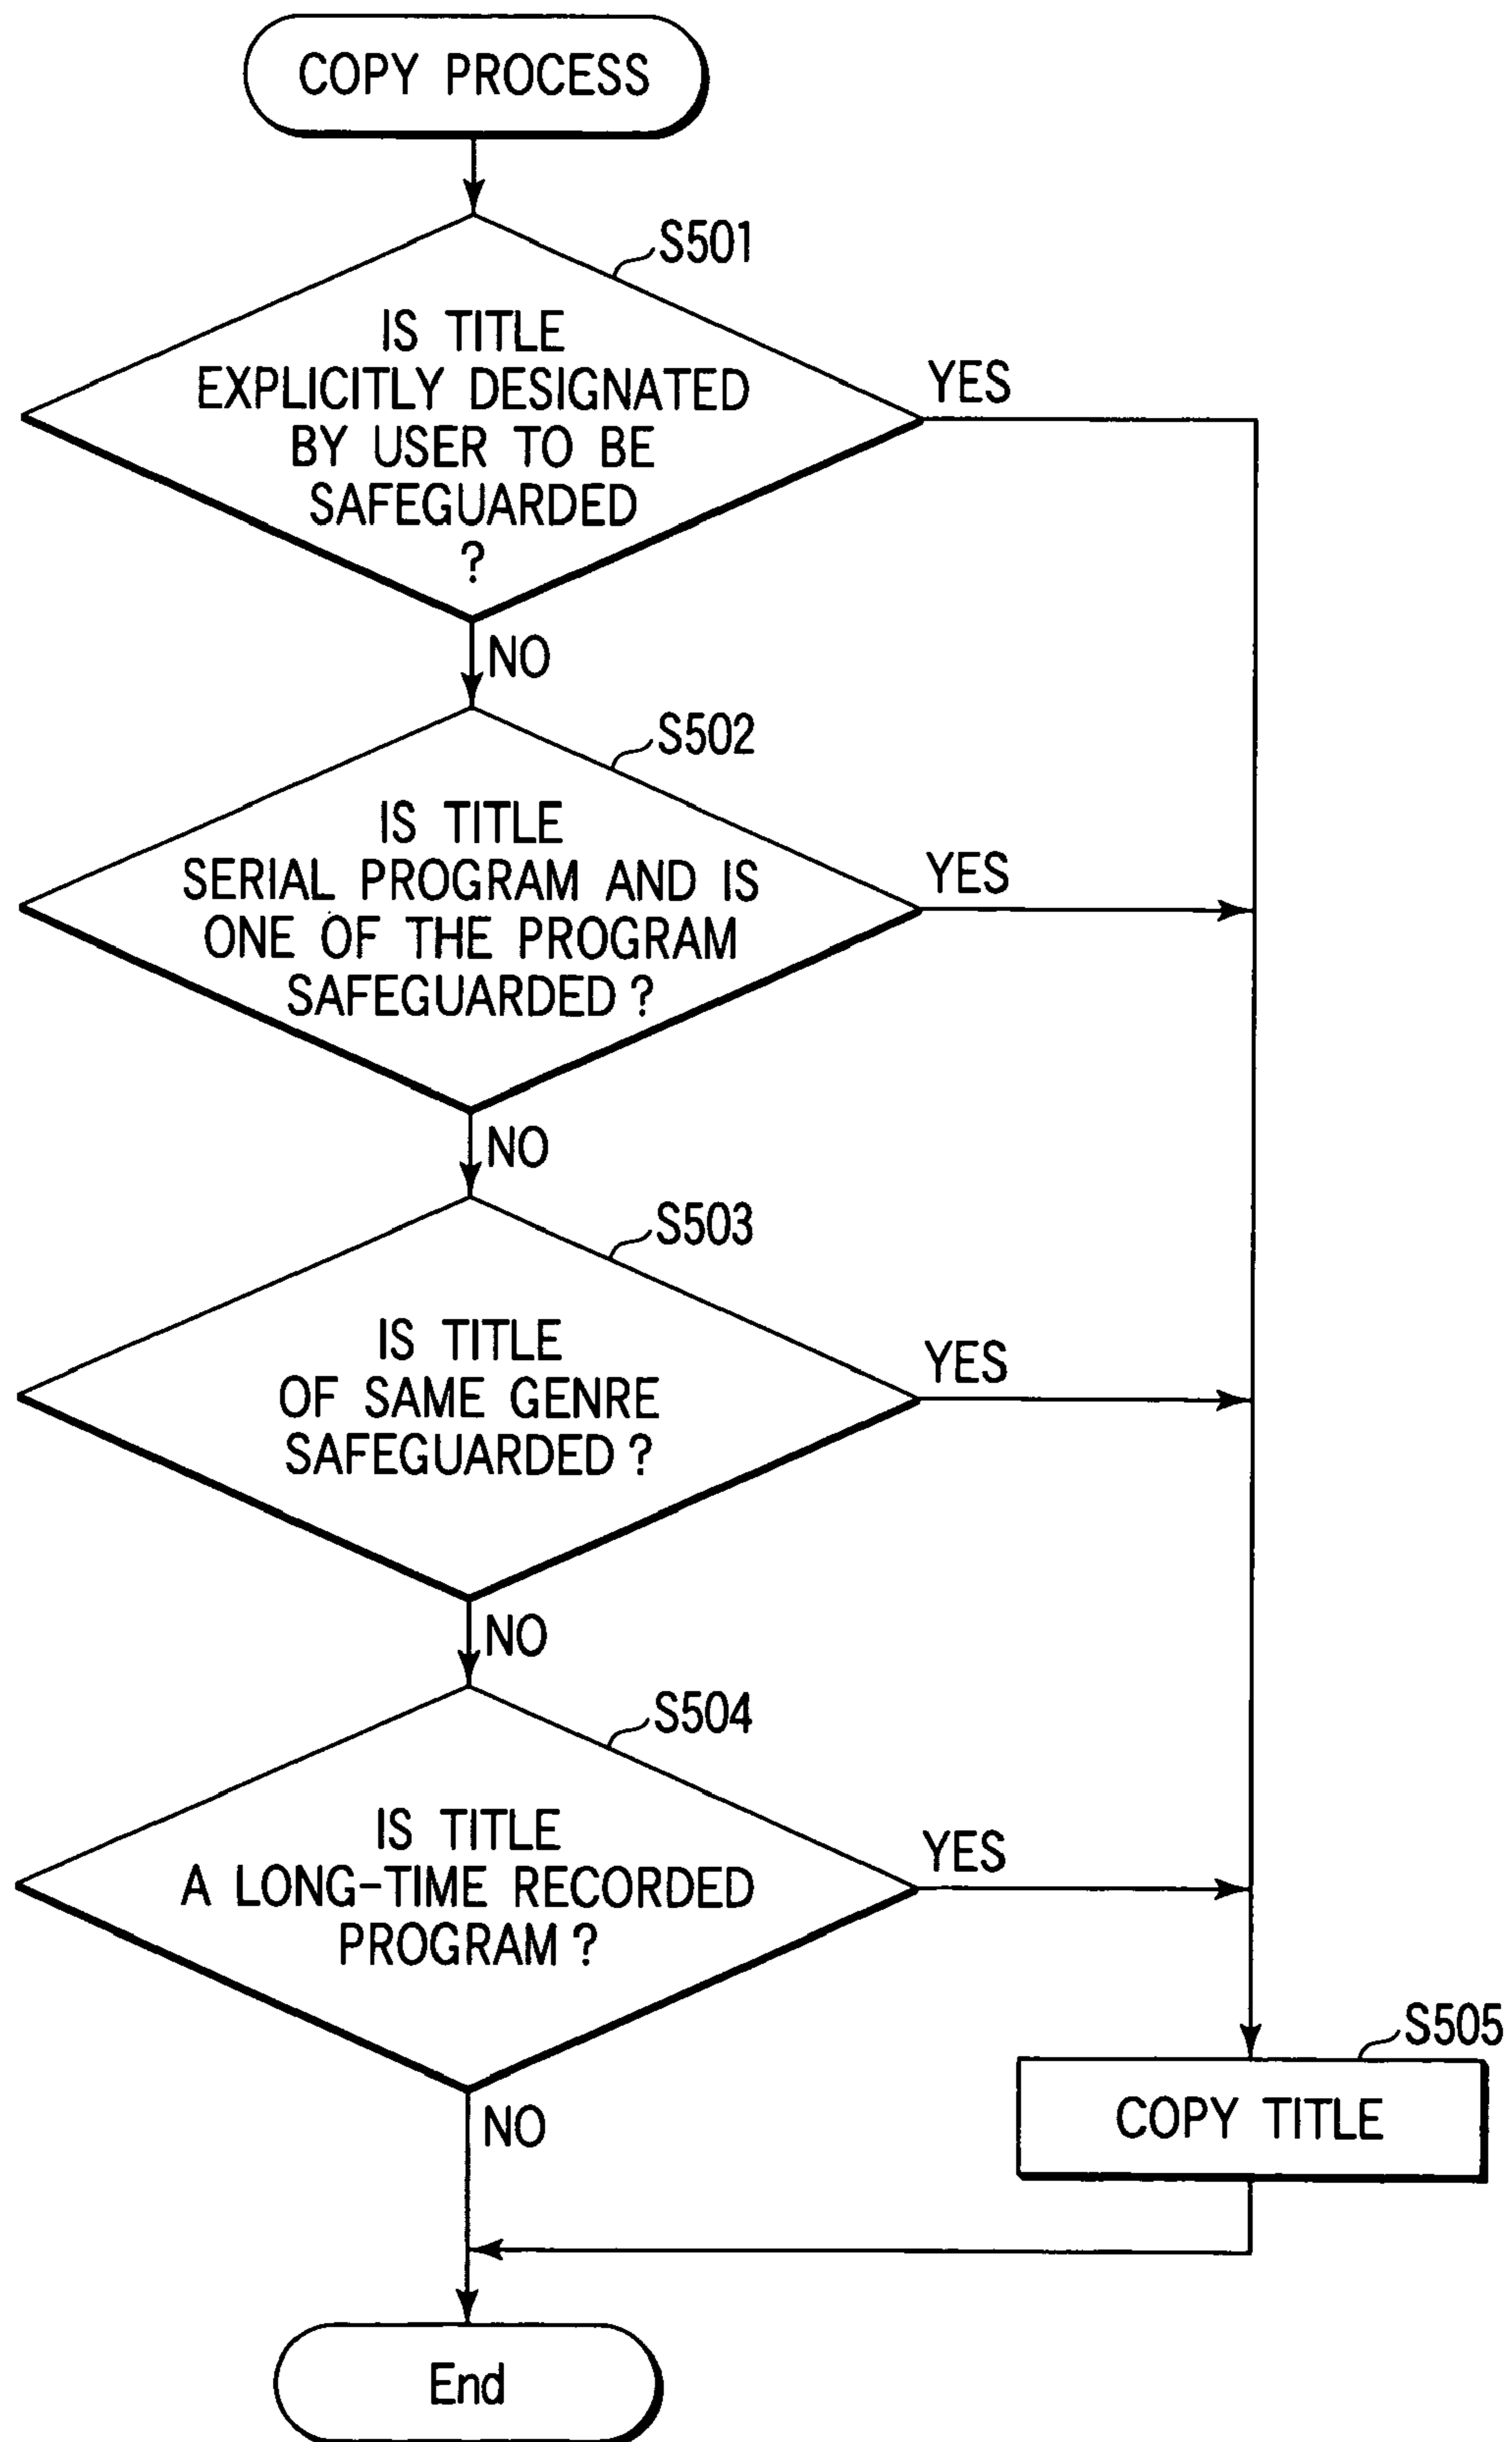 COPY PROCESS
S501
IS TITLE
EXPLICITLY DESIGNATED
BY USER TO BE
SAFEGUARDED
?
YES
NO
S502
IS TITLE
SERIAL PROGRAM AND IS
ONE OF THE PROGRAM
SAFEGUARDED ?
YES
NO
S503
IS TITLE
OF SAME GENRE
SAFEGUARDED ?
YES
NO
S504
IS TITLE
A LONG-TIME RECORDED
PROGRAM ?
YES
NO
S505
COPY TITLE
End